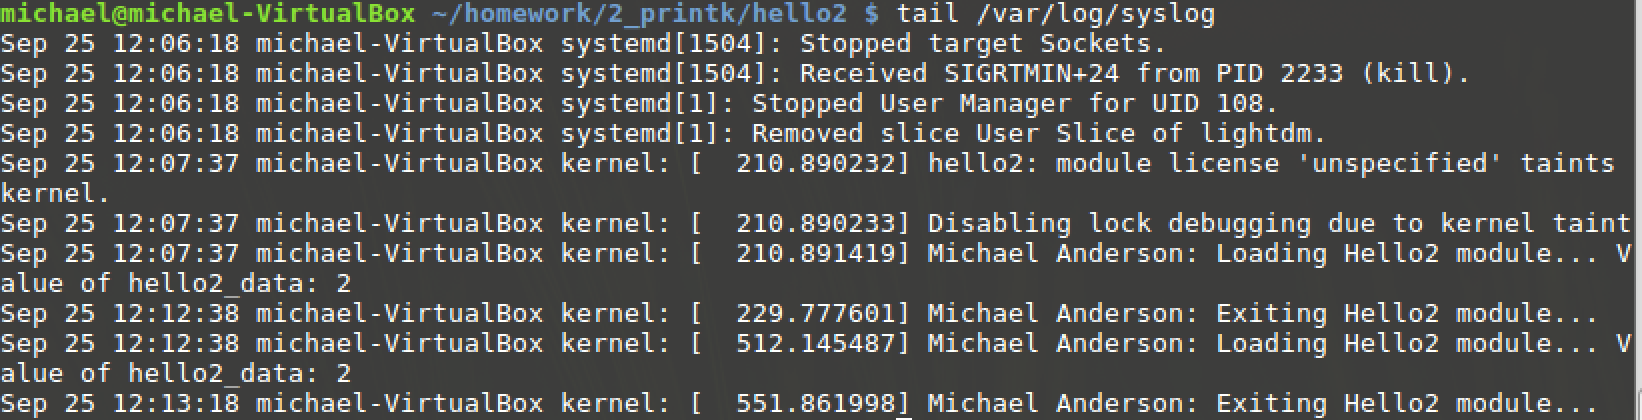 michael@michael-VirtualBox ~/homework/2_printk/hello2 $ tail /var/log/syslog
Sep 25 12:06:18 michael-VirtualBox systemd[1504]: Stopped target Sockets.
Sep 25 12:06:18 michael-VirtualBox systemd[1504]: Received SIGRTMIN+24 from PID 2233 (kill).
Sep 25 12:06:18 michael-VirtualBox systemd[1]: Stopped User Manager for UID 108.
Sep 25 12:06:18 michael-VirtualBox systemd[1]: Removed slice User Slice of lightdm.
Sep 25 12:07:37 michael-VirtualBox kernel: [  210.890232] hello2: module license 'unspecified' taints
kernel.
Sep 25 12:07:37 michael-VirtualBox kernel: [  210.890233] Disabling lock debugging due to kernel taint
Sep 25 12:07:37 michael-VirtualBox kernel: [  210.891419] Michael Anderson: Loading Hello2 module... V
alue of hello2_data: 2
Sep 25 12:12:38 michael-VirtualBox kernel: [  229.777601] Michael Anderson: Exiting Hello2 module...
Sep 25 12:12:38 michael-VirtualBox kernel: [  512.145487] Michael Anderson: Loading Hello2 module... V
alue of hello2_data: 2
Sep 25 12:13:18 michael-VirtualBox kernel: [  551.861998] Michael Anderson: Exiting Hello2 module...